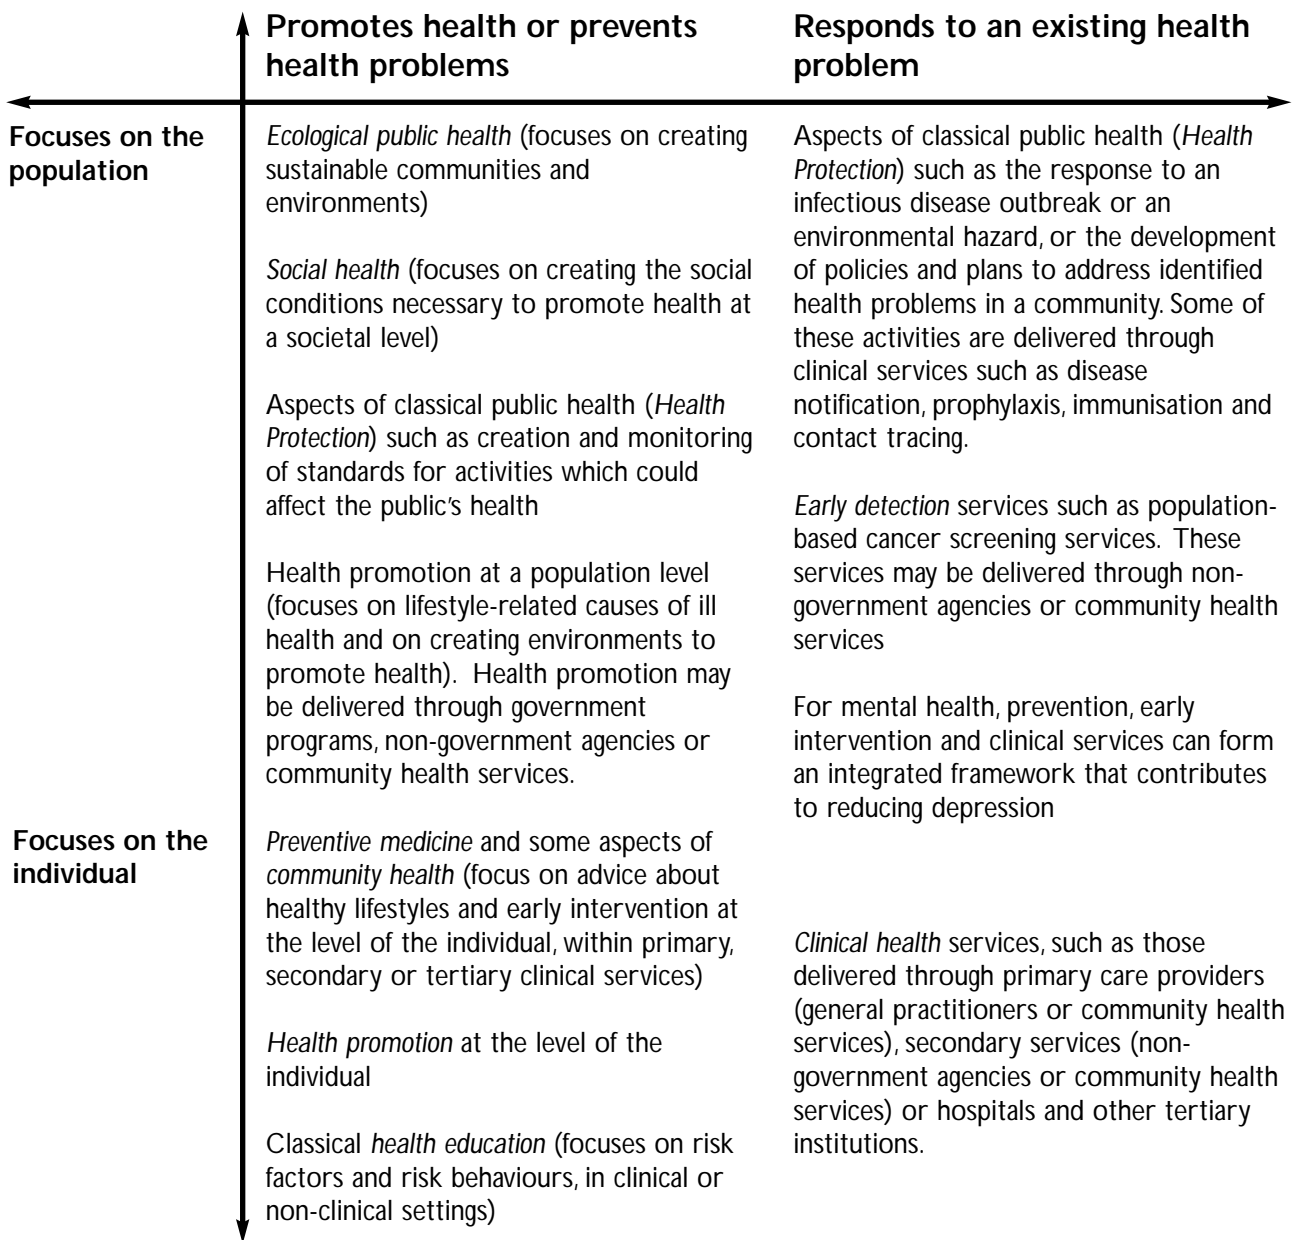 Promotes health or prevents
health problems
Responds to an existing health
problem
Focuses on the
population
Ecological public health (focuses on creating
sustainable communities and
environments)
Social health (focuses on creating the social
conditions necessary to promote health at
a societal level)
Aspects of classical public health (Health
Protection) such as creation and monitoring
of standards for activities which could
affect the public's health
Health promotion at a population level
(focuses on lifestyle-related causes of ill
health and on creating environments to
promote health).  Health promotion may
be delivered through government
programs, non-government agencies or
community health services.
Aspects of classical public health (Health
Protection) such as the response to an
infectious disease outbreak or an
environmental hazard, or the development
of policies and plans to address identified
health problems in a community. Some of
these activities are delivered through
clinical services such as disease
notification, prophylaxis, immunisation and
contact tracing.
Early detection services such as population-
based cancer screening services.  These
services may be delivered through non-
government agencies or community health
services
For mental health, prevention, early
intervention and clinical services can form
an integrated framework that contributes
to reducing depression
Focuses on the
individual
Preventive medicine and some aspects of
community health (focus on advice about
healthy lifestyles and early intervention at
the level of the individual, within primary,
secondary or tertiary clinical services)
Health promotion at the level of the
individual
Classical health education (focuses on risk
factors and risk behaviours, in clinical or
non-clinical settings)
Clinical health services, such as those
delivered through primary care providers
(general practitioners or community health
services), secondary services (non-
government agencies or community health
services) or hospitals and other tertiary
institutions.